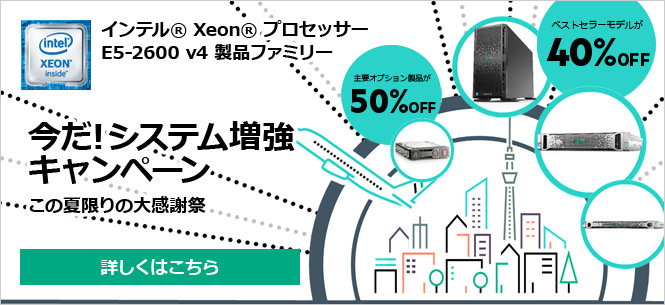 intel
XEON®
inside™
インテル® Xeon® プロセッサー
E5-2600 v4 製品ファミリー
ベストセラーモデルが
40%OFF
主要オプション製品が
50%OFF
今だ!システム増強
キャンペーン
この夏限りの大感謝祭
詳しくはこちら